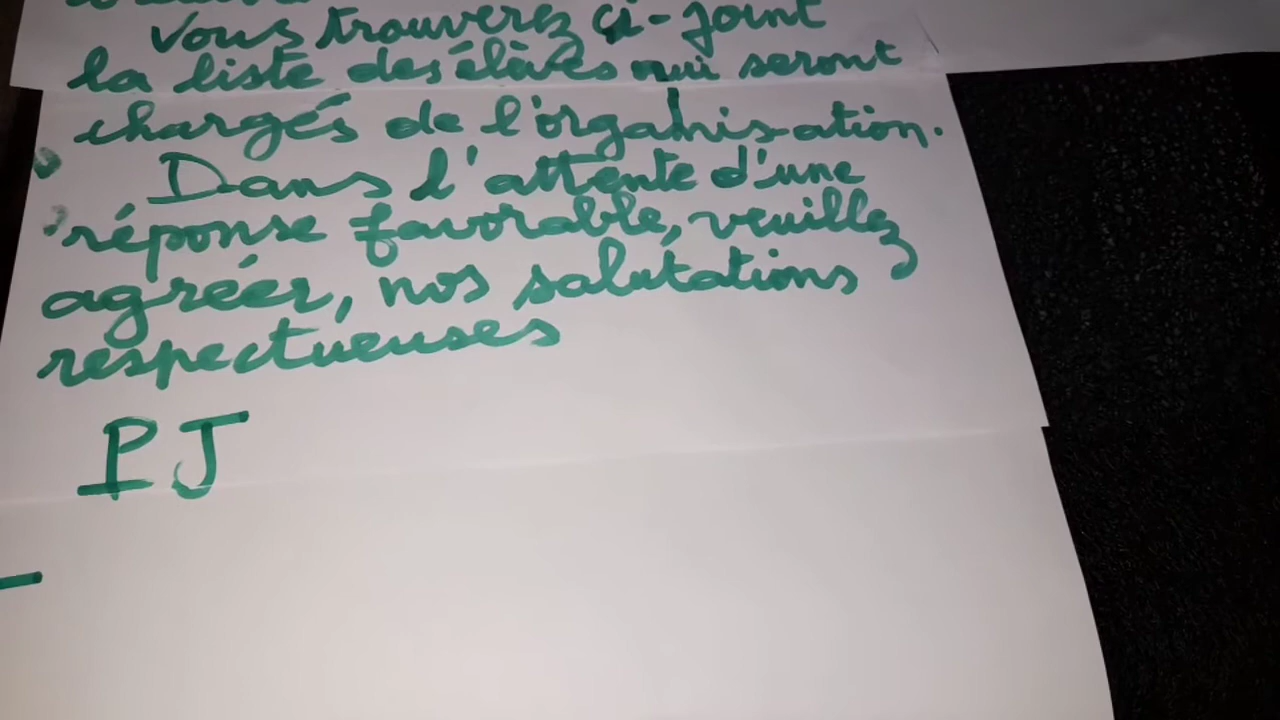 Vous trouverez ci-joint
la liste des élèves qui seront
chargés de l'organisation.
Dans l'attente d'une
réponse favorable, veuillez
agréer, nos salutations
respectueuses
PJ
-